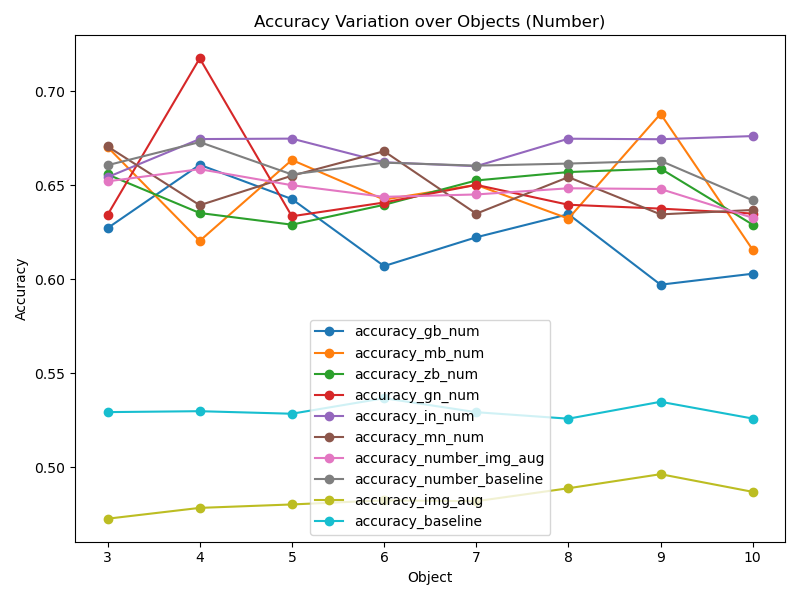 Accuracy Variation over Objects (Number)
0.70
0.65
0.60
0.55
0.50
Accuracy
accuracy_gb_num
accuracy_mb_num
accuracy_zb_num
accuracy_gn_num
accuracy_in_num
accuracy_mn_num
accuracy_number_img_aug
accuracy_number_baseline
accuracy_img_aug
accuracy_baseline
3 4 5 6 7 8 9 10
Object